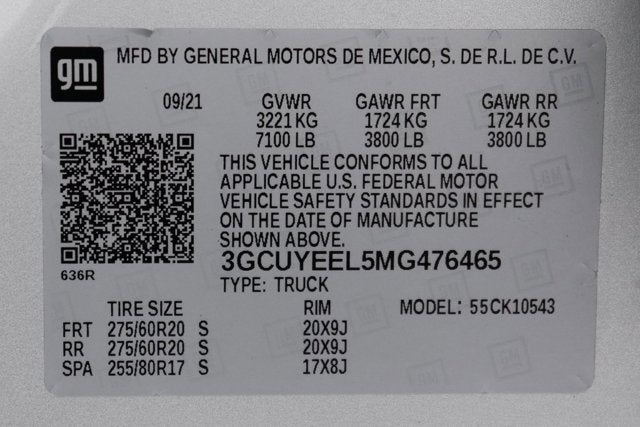 gm
MFD BY GENERAL MOTORS DE MEXICO, S. DE R.L. DE C.V.
09/21 GVWR GAWR FRT GAWR RR
3221 KG 1724 KG 1724 KG
7100 LB 3800 LB 3800 LB
THIS VEHICLE CONFORMS TO ALL
APPLICABLE U.S. FEDERAL MOTOR
VEHICLE SAFETY STANDARDS IN EFFECT
ON THE DATE OF MANUFACTURE
SHOWN ABOVE.
636R
3GCUYEEL5MG476465
TYPE: TRUCK
TIRE SIZE RIM MODEL: 55CK10543
FRT 275/60R20 S 20X9J
RR 275/60R20 S 20X9J
SPA 255/80R17 S 17X8J